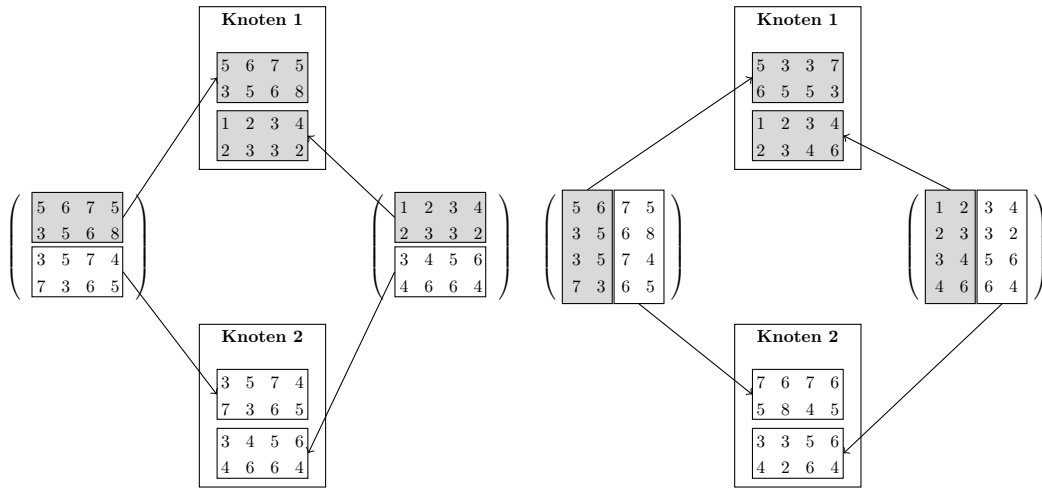 Knoten 1
5 6 7 5
3 5 6 8
1 2 3 4
2 3 3 2
5 6 7 5
3 5 6 8
3 5 7 4
7 3 6 5
1 2 3 4
2 3 3 2
3 4 5 6
4 6 6 4
Knoten 2
3 5 7 4
7 3 6 5
3 4 5 6
4 6 6 4
Knoten 1
5 3 3 7
6 5 5 3
1 2 3 4
2 3 4 6
5 6 7 5
3 5 6 8
3 5 7 4
7 3 6 5
1 2 3 4
2 3 3 2
3 4 5 6
4 6 6 4
Knoten 2
7 6 7 6
5 8 4 5
3 3 5 6
4 2 6 4